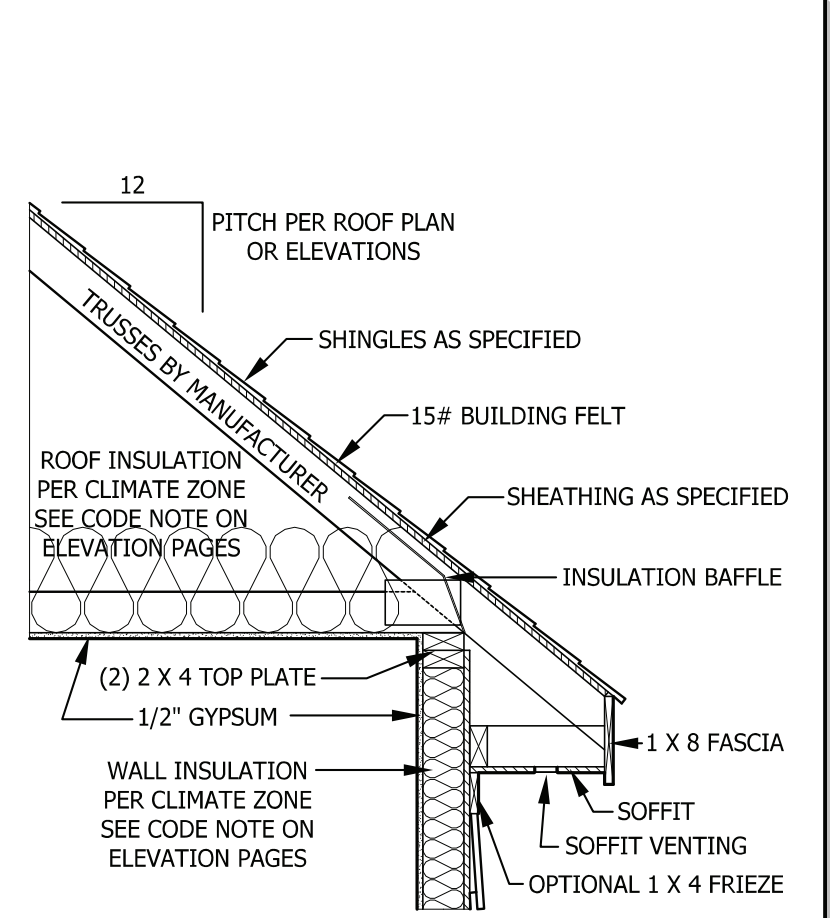 12
PITCH PER ROOF PLAN
OR ELEVATIONS
TRUSSES BY MANUFACTURER
SHINGLES AS SPECIFIED
15# BUILDING FELT
ROOF INSULATION
PER CLIMATE ZONE
SEE CODE NOTE ON
ELEVATION PAGES
SHEATHING AS SPECIFIED
INSULATION BAFFLE
(2) 2 X 4 TOP PLATE
1/2" GYPSUM
1 X 8 FASCIA
WALL INSULATION
PER CLIMATE ZONE
SEE CODE NOTE ON
ELEVATION PAGES
SOFFIT
SOFFIT VENTING
OPTIONAL 1 X 4 FRIEZE